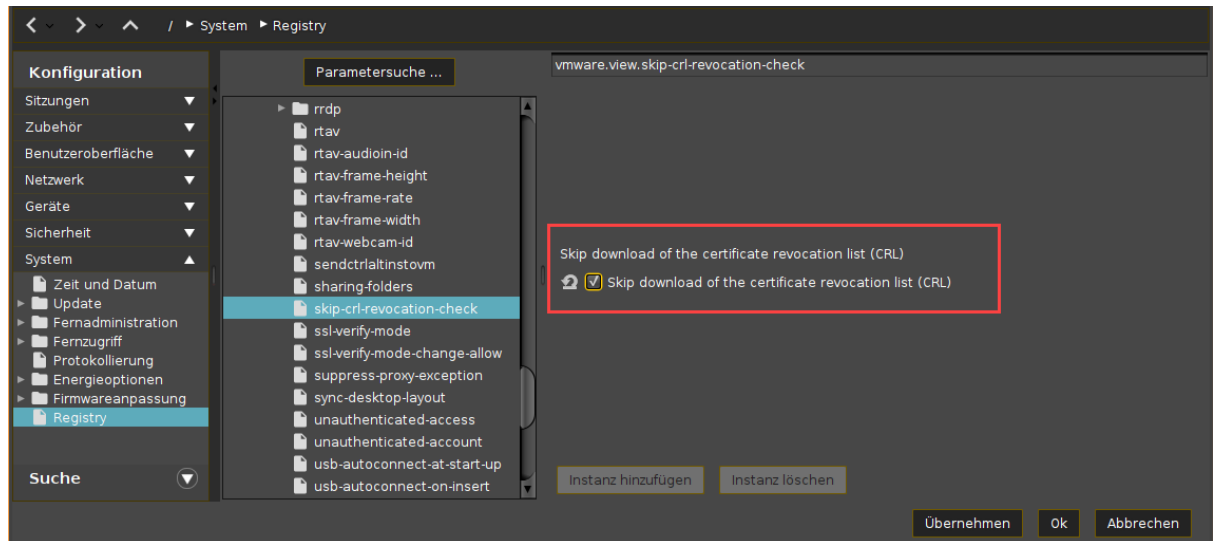 / System Registry
Konfiguration
Sitzungen
Zubehör
Benutzeroberfläche
Netzwerk
Geräte
Sicherheit
System
Zeit und Datum
Update
Fernadministration
Fernzugriff
Protokollierung
Energieoptionen
Firmwareanpassung
Registry
Suche
Parametersuche ...
rrdp
rtav
rtav-audioin-id
rtav-frame-height
rtav-frame-rate
rtav-frame-width
rtav-webcam-id
sendctrlaltinstovm
sharing-folders
skip-crl-revocation-check
ssl-verify-mode
ssl-verify-mode-change-allow
suppress-proxy-exception
sync-desktop-layout
unauthenticated-access
unauthenticated-account
usb-autoconnect-at-start-up
usb-autoconnect-on-insert
vmware.view.skip-crl-revocation-check
Skip download of the certificate revocation list (CRL)
Skip download of the certificate revocation list (CRL)
Instanz hinzufügen Instanz löschen
Übernehmen Ok Abbrechen